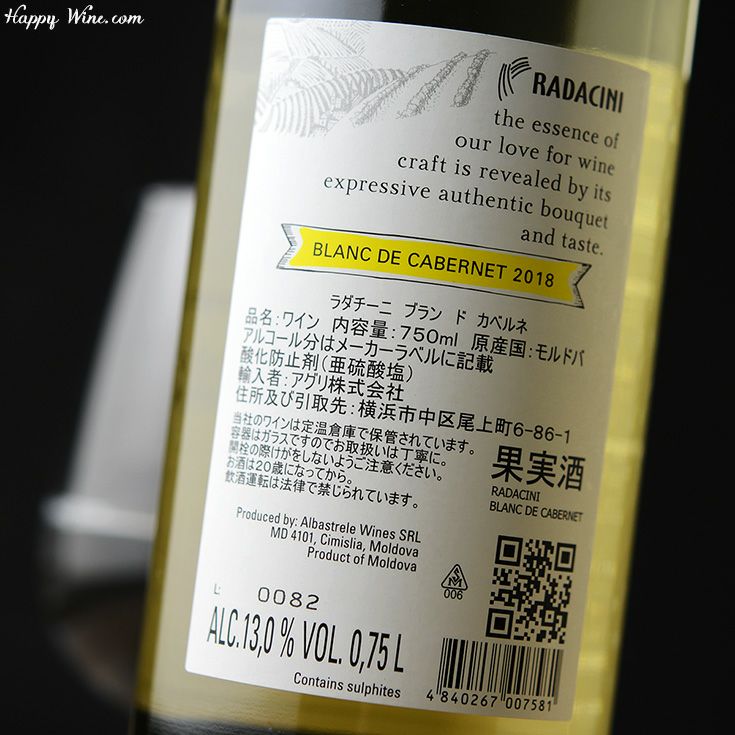 Happy Wine.com
RADACINI
the essence of
our love for wine
craft is revealed by its
expressive authentic bouquet
and taste.
BLANC DE CABERNET 2018
ラダチーニ ブラン ド カベルネ
品名:ワイン 内容量:750ml 原産国:モルドバ
アルコール分はメーカーラベルに記載
酸化防止剤(亜硫酸塩)
輸入者:アグリ株式会社
住所及び引取先:横浜市中区尾上町6-86-1
当社のワインは定温倉庫で保管されています。
容器はガラスですのでお取扱いは丁寧に。
開栓の際けがをしないようご注意ください。
お酒は20歳になってから。
飲酒運転は法律で禁じられています。
果実酒
RADACINI
BLANC DE CABERNET
Produced by: Albastrele Wines SRL
MD 4101, Cimislia, Moldova
Product of Moldova
SM
006
L: 0082
ALC.13,0 % VOL. 0,75 L
Contains sulphites
4 840267 007581